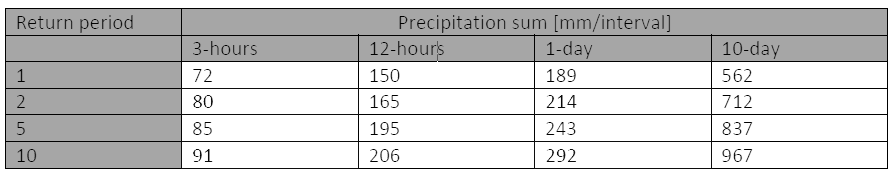 Return period Precipitation sum [mm/interval]
3-hours 12-hours 1-day 10-day
1 72 150 189 562
2 80 165 214 712
5 85 195 243 837
10 91 206 292 967